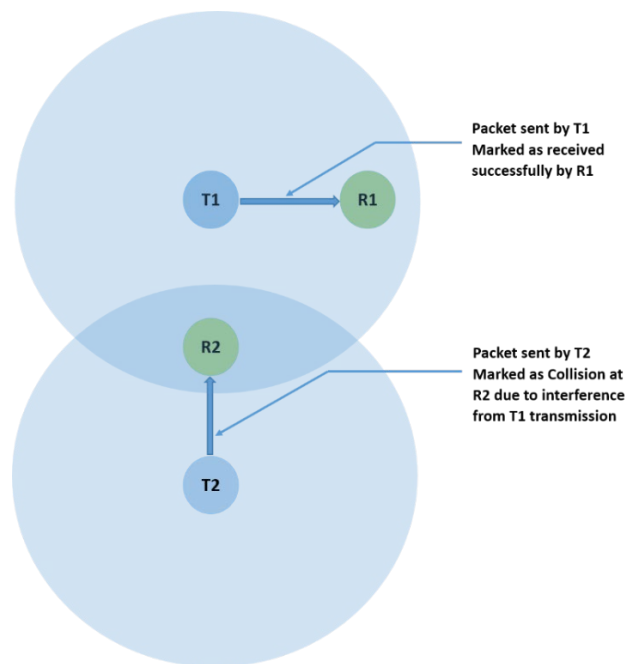 Packet sent by T1
Marked as received
successfully by R1
T1
R1
R2
Packet sent by T2
Marked as Collision at
R2 due to interference
from T1 transmission
T2